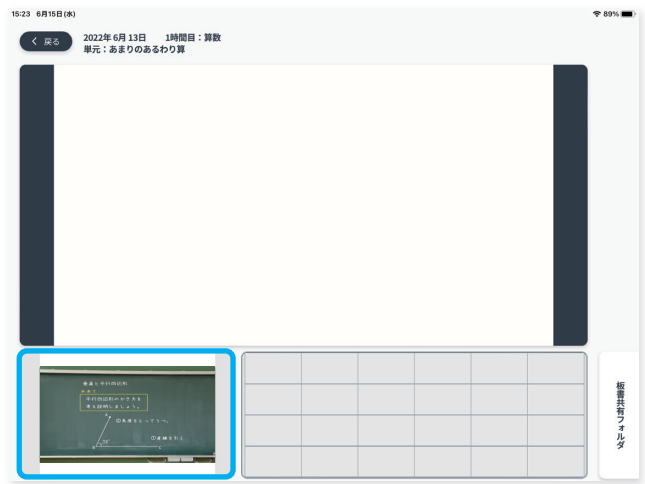 15:23 6月15日(水)
89%
戻る
2022年 6月 13日 1時間目：算数
単元：あまりのあるわり算
垂直と平行四辺形
めあて
平行四辺形のかき方を
考え説明しましょう。
A
②角度をとってうつ。
70°
①直線を引く。
B
C
板書共有フォルダ